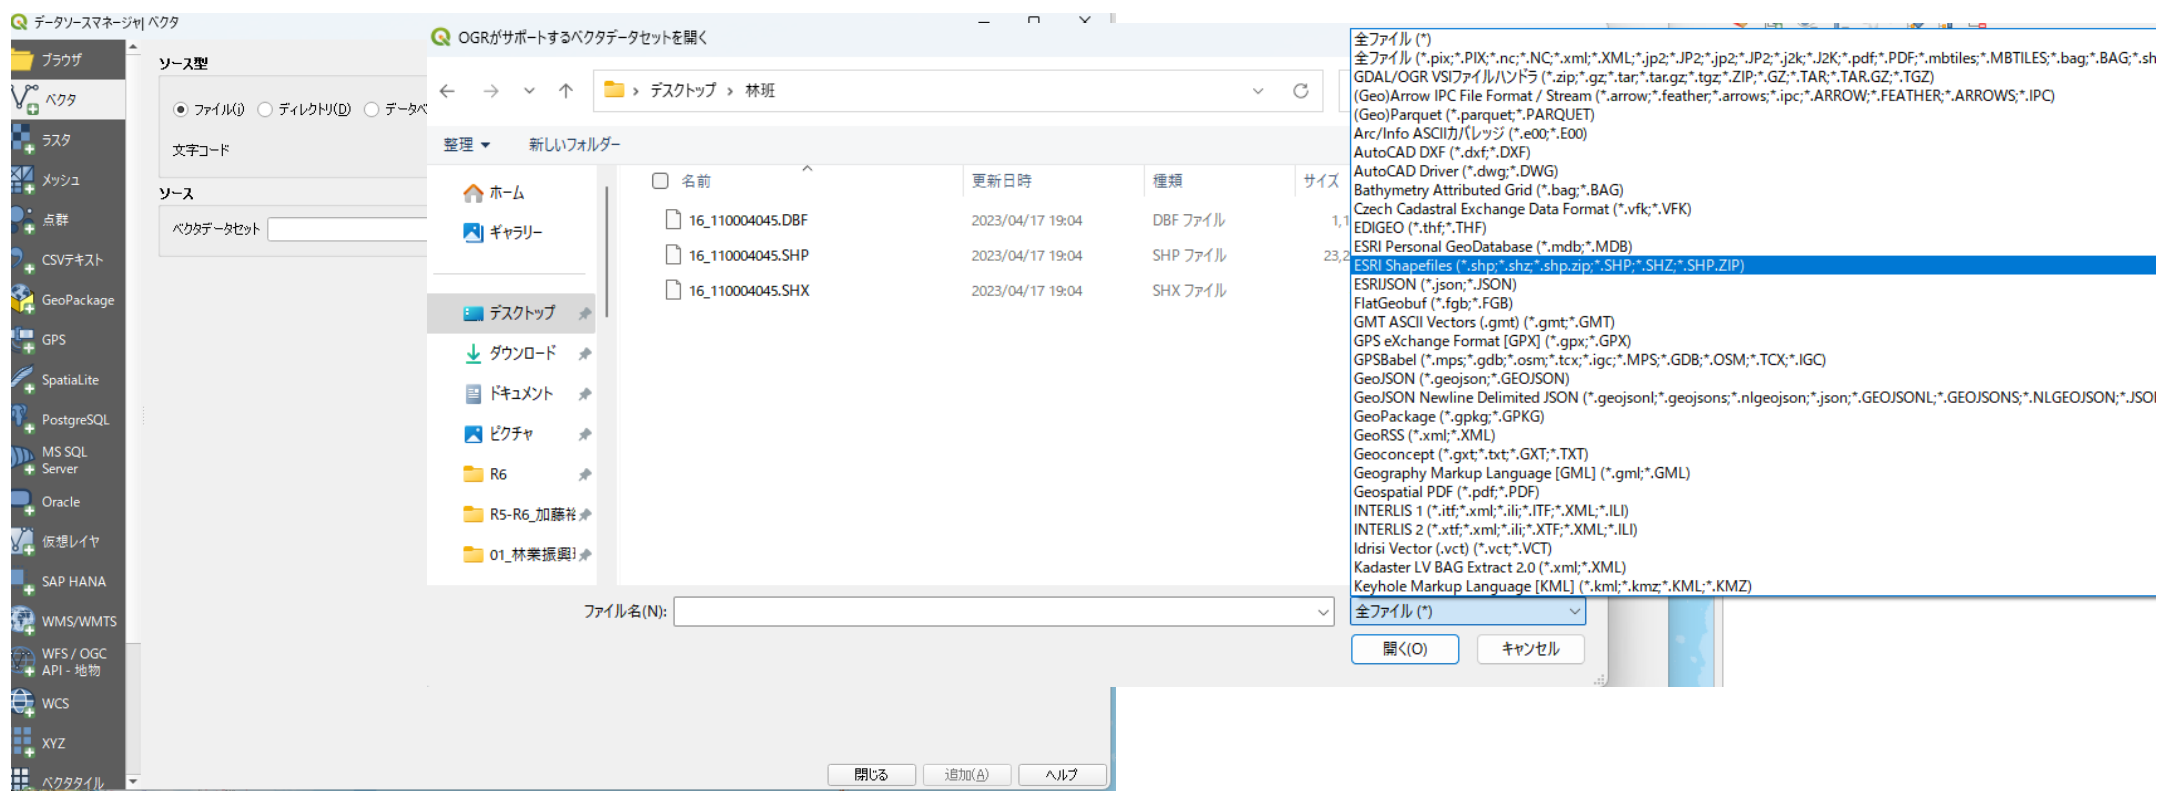 データソースマネージャ | ベクタ
ブラウザ
ベクタ
ラスタ
メッシュ
点群
CSVテキスト
GeoPackage
GPS
SpatiaLite
PostgreSQL
MS SQL
Server
Oracle
仮想レイヤ
SAP HANA
WMS/WMTS
WFS / OGC
API - 地物
WCS
XYZ
ベクタタイル
ソース型
ファイル(i) ディレクトリ(D)
文字コード
ソース
ベクタデータセット
閉じる 追加(A) ヘルプ
OGRがサポートするベクタデータセットを開く
デスクトップ › 林班
整理 新しいフォルダー
ホーム
ギャラリー
デスクトップ
ダウンロード
ドキュメント
ピクチャ
R6
R5-R6_加藤裕
01_林業振興
名前 更新日時 種類 サイズ
16_110004045.DBF 2023/04/17 19:04 DBF ファイル 1,1
16_110004045.SHP 2023/04/17 19:04 SHP ファイル 23,2
16_110004045.SHX 2023/04/17 19:04 SHX ファイル
ファイル名(N):
全ファイル (*)
全ファイル (*.pix;*.PIX;*.nc;*.NC;*.xml;*.XML;*.jp2;*.JP2;*.jp2;*.JP2;*.j2k;*.J2K;*.pdf;*.PDF;*.mbtiles;*.MBTILES;*.bag;*.BAG;*.sh
GDAL/OGR VSIファイルハンドラ (*.zip;*.gz;*.tar;*.tar.gz;*.tgz;*.ZIP;*.GZ;*.TAR;*.TAR.GZ;*.TGZ)
(Geo)Arrow IPC File Format / Stream (*.arrow;*.feather;*.arrows;*.ipc;*.ARROW;*.FEATHER;*.ARROWS;*.IPC)
(Geo)Parquet (*.parquet;*.PARQUET)
Arc/Info ASCIIカバレッジ (*.e00;*.E00)
AutoCAD DXF (*.dxf;*.DXF)
AutoCAD Driver (*.dwg;*.DWG)
Bathymetry Attributed Grid (*.bag;*.BAG)
Czech Cadastral Exchange Data Format (*.vfk;*.VFK)
EDIGEO (*.thf;*.THF)
ESRI Personal GeoDatabase (*.mdb;*.MDB)
ESRI Shapefiles (*.shp;*.shz;*.shp.zip;*.SHP;*.SHZ;*.SHP.ZIP)
ESRIJSON (*.json;*.JSON)
FlatGeobuf (*.fgb;*.FGB)
GMT ASCII Vectors (.gmt) (*.gmt;*.GMT)
GPS eXchange Format [GPX] (*.gpx;*.GPX)
GPSBabel (*.mps;*.gdb;*.osm;*.tcx;*.igc;*.MPS;*.GDB;*.OSM;*.TCX;*.IGC)
GeoJSON (*.geojson;*.GEOJSON)
GeoJSON Newline Delimited JSON (*.geojsonl;*.geojsons;*.nlgeojson;*.json;*.GEOJSONL;*.GEOJSONS;*.NLGEOJSON;*.JSO
GeoPackage (*.gpkg;*.GPKG)
GeoRSS (*.xml;*.XML)
Geoconcept (*.gxt;*.txt;*.GXT;*.TXT)
Geography Markup Language [GML] (*.gml;*.GML)
Geospatial PDF (*.pdf;*.PDF)
INTERLIS 1 (*.itf;*.xml;*.ili;*.ITF;*.XML;*.ILI)
INTERLIS 2 (*.xtf;*.xml;*.ili;*.XTF;*.XML;*.ILI)
Idrisi Vector (.vct) (*.vct;*.VCT)
Kadaster LV BAG Extract 2.0 (*.xml;*.XML)
Keyhole Markup Language [KML] (*.kml;*.kmz;*.KML;*.KMZ)
全ファイル (*)
開く(O) キャンセル